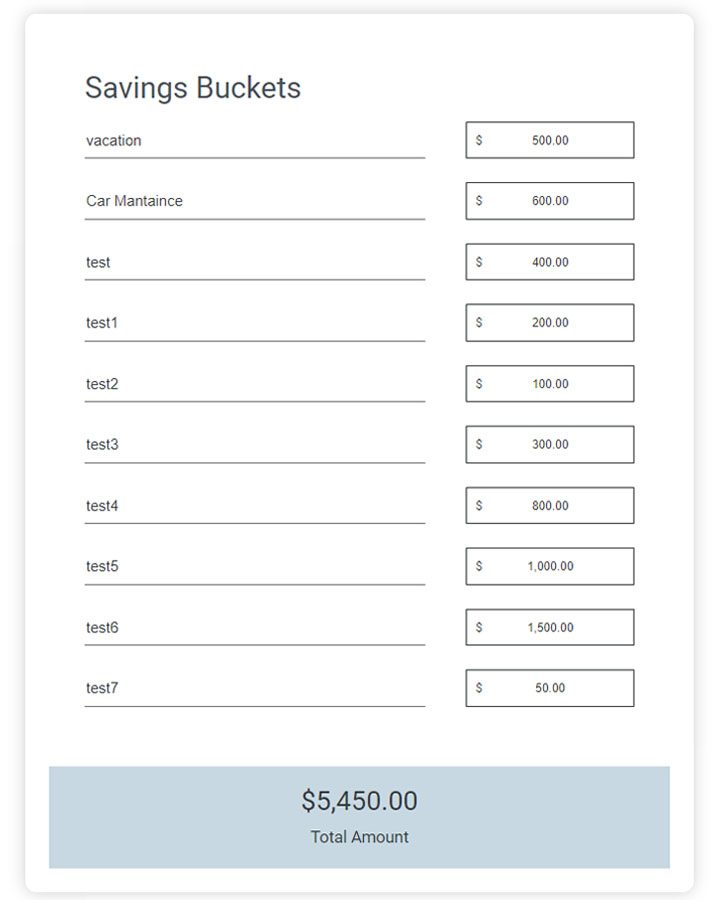 Savings Buckets
vacation $ 500.00
Car Mantaince $ 600.00
test $ 400.00
test1 $ 200.00
test2 $ 100.00
test3 $ 300.00
test4 $ 800.00
test5 $ 1,000.00
test6 $ 1,500.00
test7 $ 50.00
$5,450.00
Total Amount